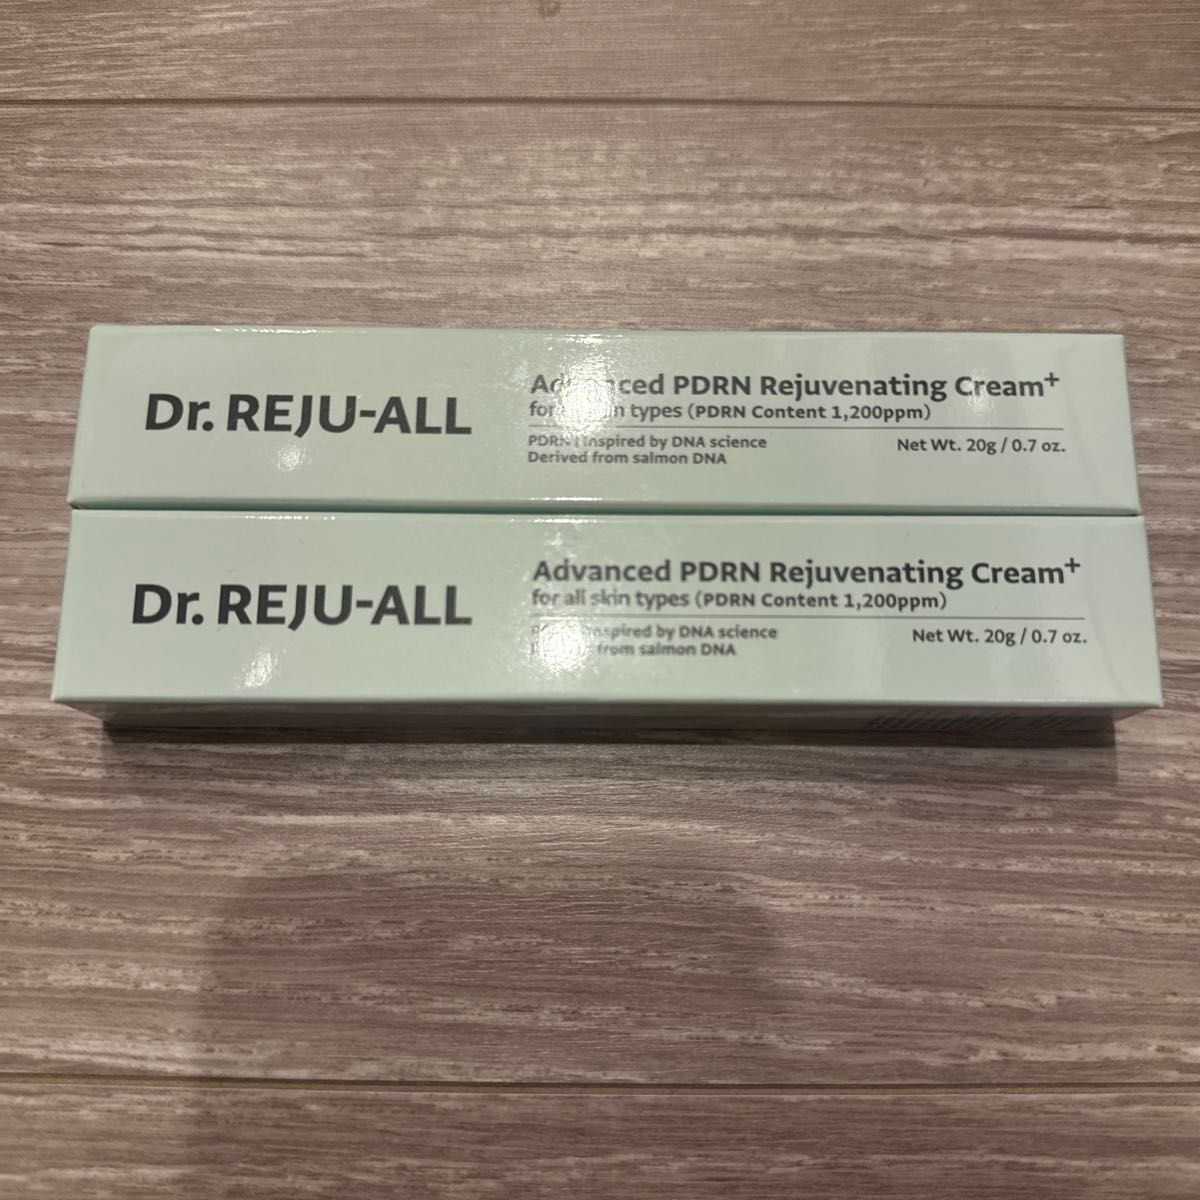 Dr. REJU-ALL
Advanced PDRN Rejuvenating Cream+
for all skin types (PDRN Content 1,200ppm)
PDRN | Inspired by DNA science
Derived from salmon DNA
Net Wt. 20g / 0.7 oz.
Dr. REJU-ALL
Advanced PDRN Rejuvenating Cream+
for all skin types (PDRN Content 1,200ppm)
Inspired by DNA science
from salmon DNA
Net Wt. 20g / 0.7 oz.